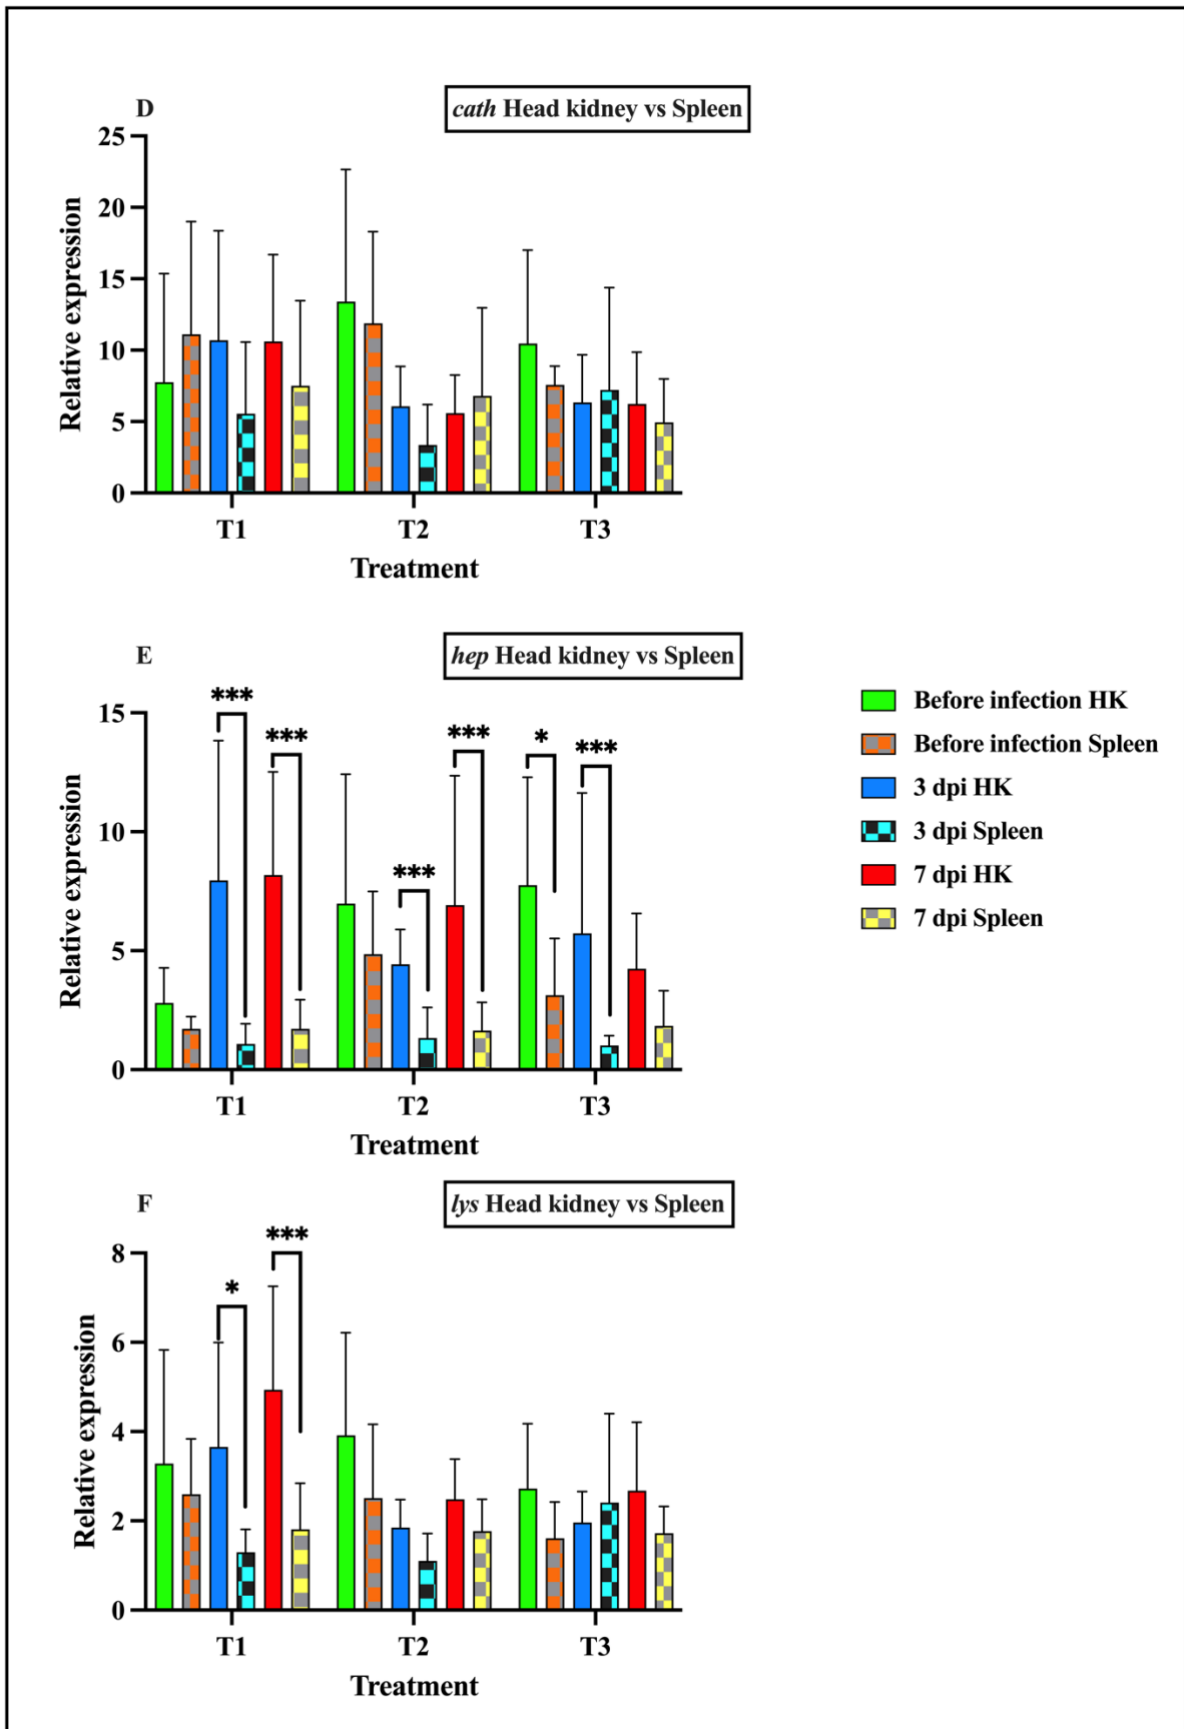 D
cath Head kidney vs Spleen
25
20
15
10
5
0
Relative expression
T1 T2 T3
Treatment
E
hep Head kidney vs Spleen
15
10
5
0
Relative expression
*** *** *** *** * ***
T1 T2 T3
Treatment
Before infection HK
Before infection Spleen
3 dpi HK
3 dpi Spleen
7 dpi HK
7 dpi Spleen
F
lys Head kidney vs Spleen
8
6
4
2
0
Relative expression
* ***
T1 T2 T3
Treatment